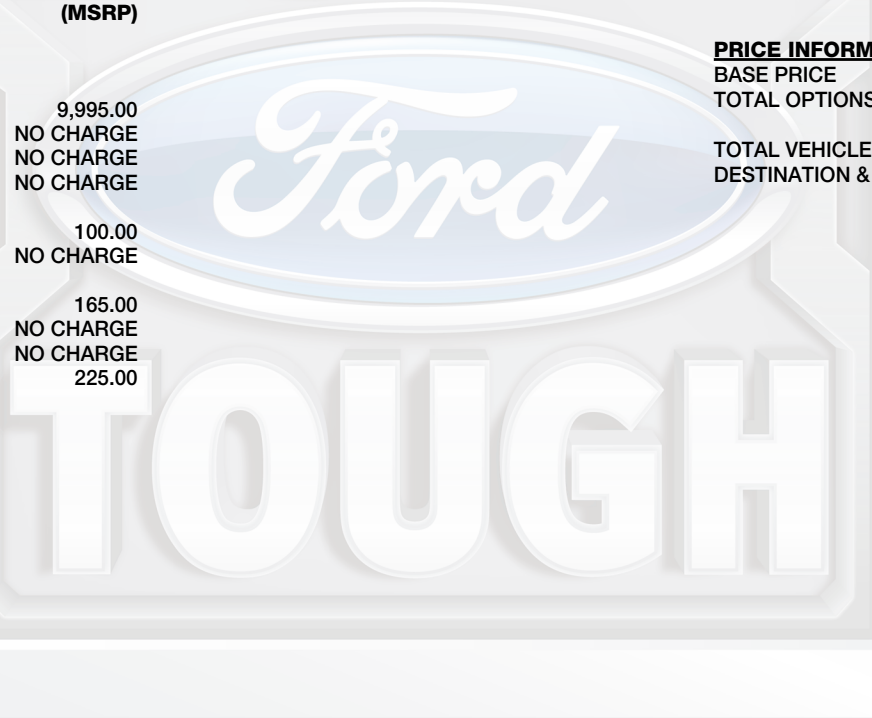 (MSRP)
9,995.00
NO CHARGE
NO CHARGE
NO CHARGE
100.00
NO CHARGE
165.00
NO CHARGE
NO CHARGE
225.00
PRICE INFORM
BASE PRICE
TOTAL OPTIONS
TOTAL VEHICLE
DESTINATION &
Ford
TOUGH